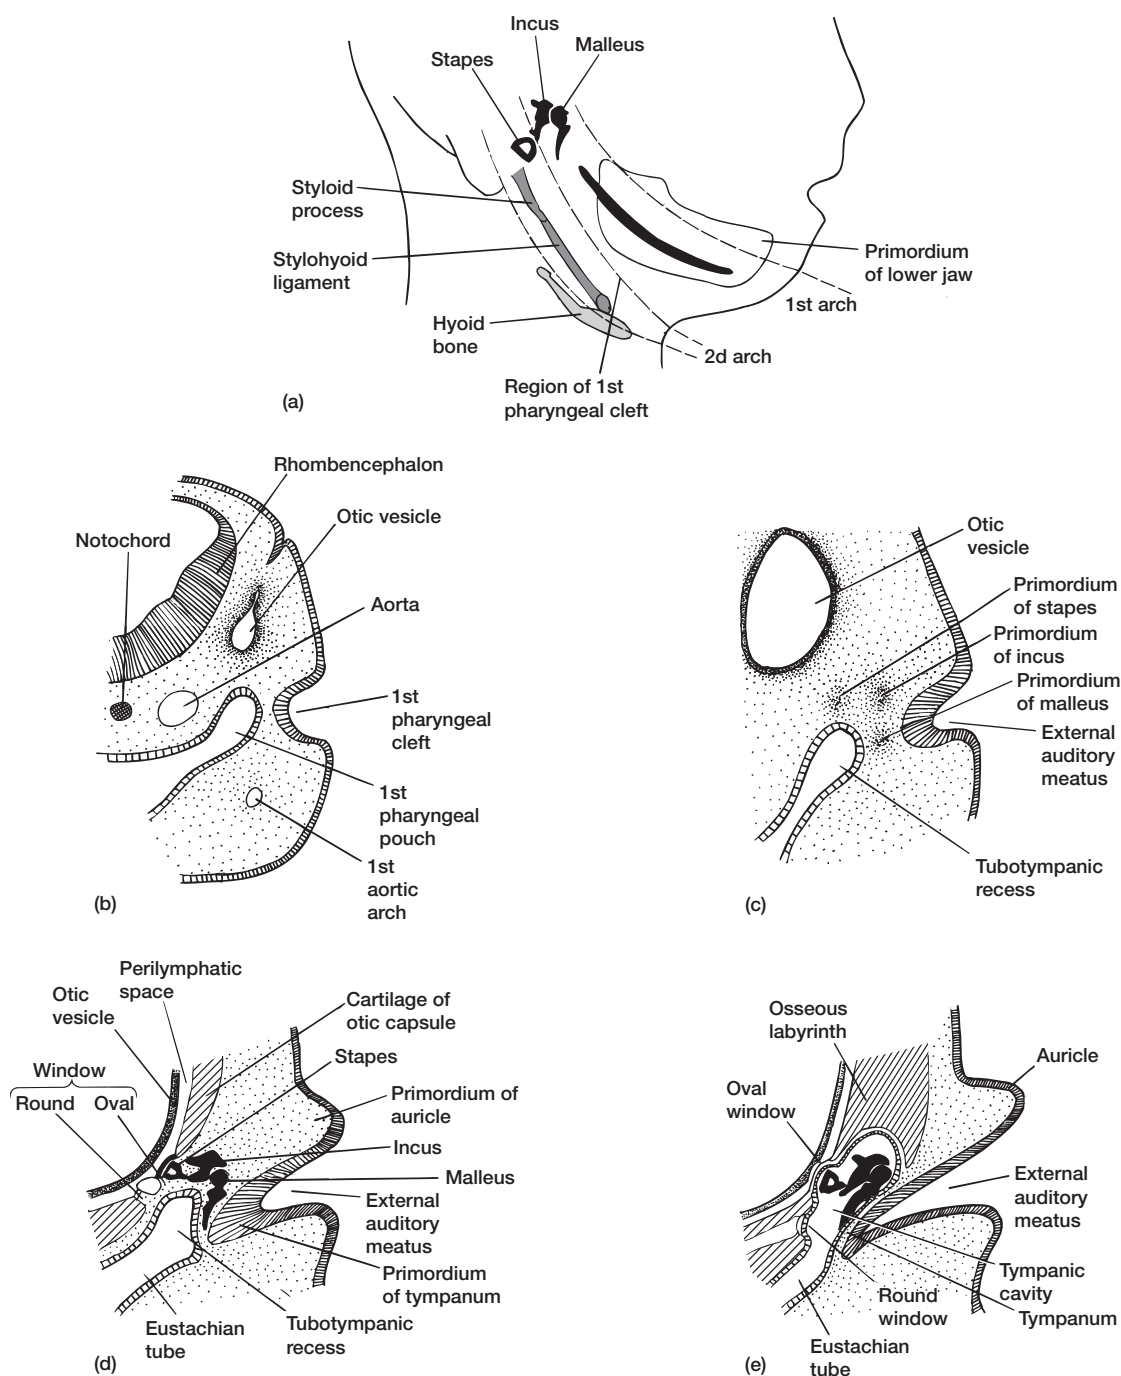 Incus
Malleus
Stapes
Styloid
process
Stylohyoid
ligament
Primordium
of lower jaw
1st arch
Hyoid
bone
2d arch
Region of 1st
pharyngeal cleft
(a)
Rhombencephalon
Otic vesicle
Notochord
Aorta
1st
pharyngeal
cleft
1st
pharyngeal
pouch
1st
aortic
arch
(b)
Otic
vesicle
Primordium
of stapes
Primordium
of incus
Primordium
of malleus
External
auditory
meatus
Tubotympanic
recess
(c)
Perilymphatic
space
Otic
vesicle
Cartilage of
otic capsule
Stapes
Window
Round Oval
Primordium of
auricle
Incus
Malleus
External
auditory
meatus
Primordium
of tympanum
Tubotympanic
recess
Eustachian
tube
(d)
Osseous
labyrinth
Auricle
Oval
window
External
auditory
meatus
Tympanic
cavity
Round
window
Tympanum
Eustachian
tube
(e)